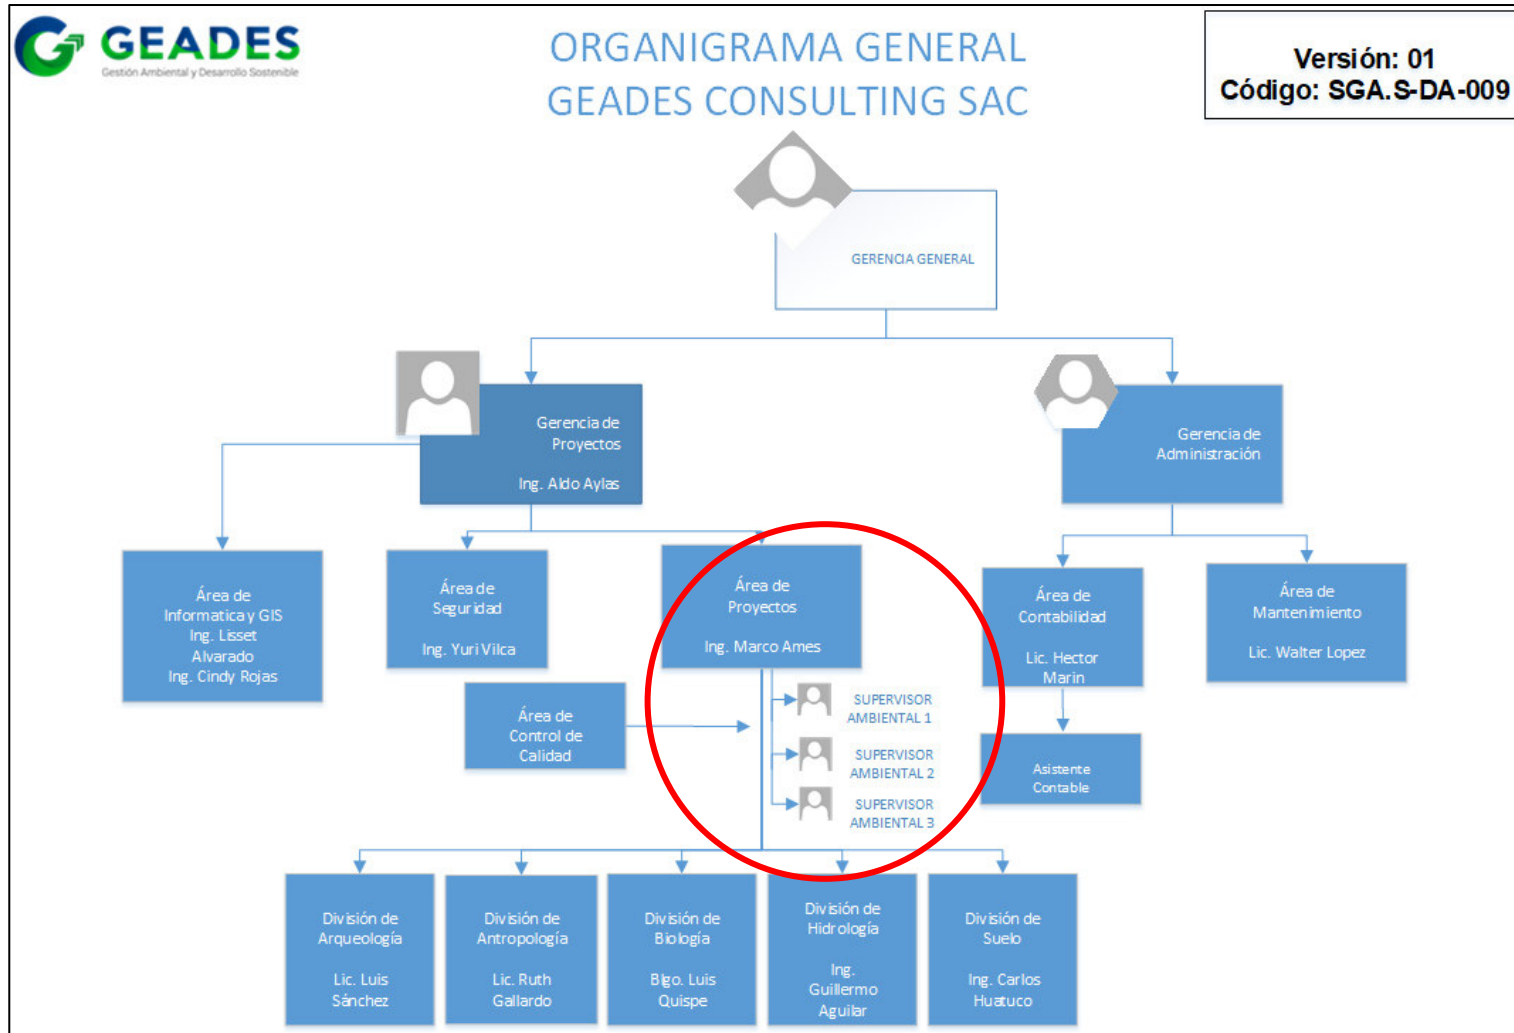 GEADES
Gestión Ambiental y Desarrollo Sostenible
ORGANIGRAMA GENERAL
GEADES CONSULTING SAC
Versión: 01
Código: SGA.S-DA-009
GERENCIA GENERAL
Gerencia de
Proyectos
Ing. Aldo Aylas
Gerencia de
Administración
Área de
Informatica y GIS
Ing. Lisset
Alvarado
Ing. Cindy Rojas
Área de
Seguridad
Ing. Yuri Vilca
Área de
Proyectos
Ing. Marco Ames
Área de
Contabilidad
Lic. Hector
Marin
Área de
Mantenimiento
Lic. Walter Lopez
Área de
Control de
Calidad
SUPERVISOR
AMBIENTAL 1
SUPERVISOR
AMBIENTAL 2
SUPERVISOR
AMBIENTAL 3
Asistente
Contable
División de
Arqueología
Lic. Luis
Sánchez
División de
Antropología
Lic. Ruth
Gallardo
División de
Biología
Blgo. Luis
Quispe
División de
Hidrología
Ing.
Guillermo
Aguilar
División de
Suelo
Ing. Carlos
Huatuco